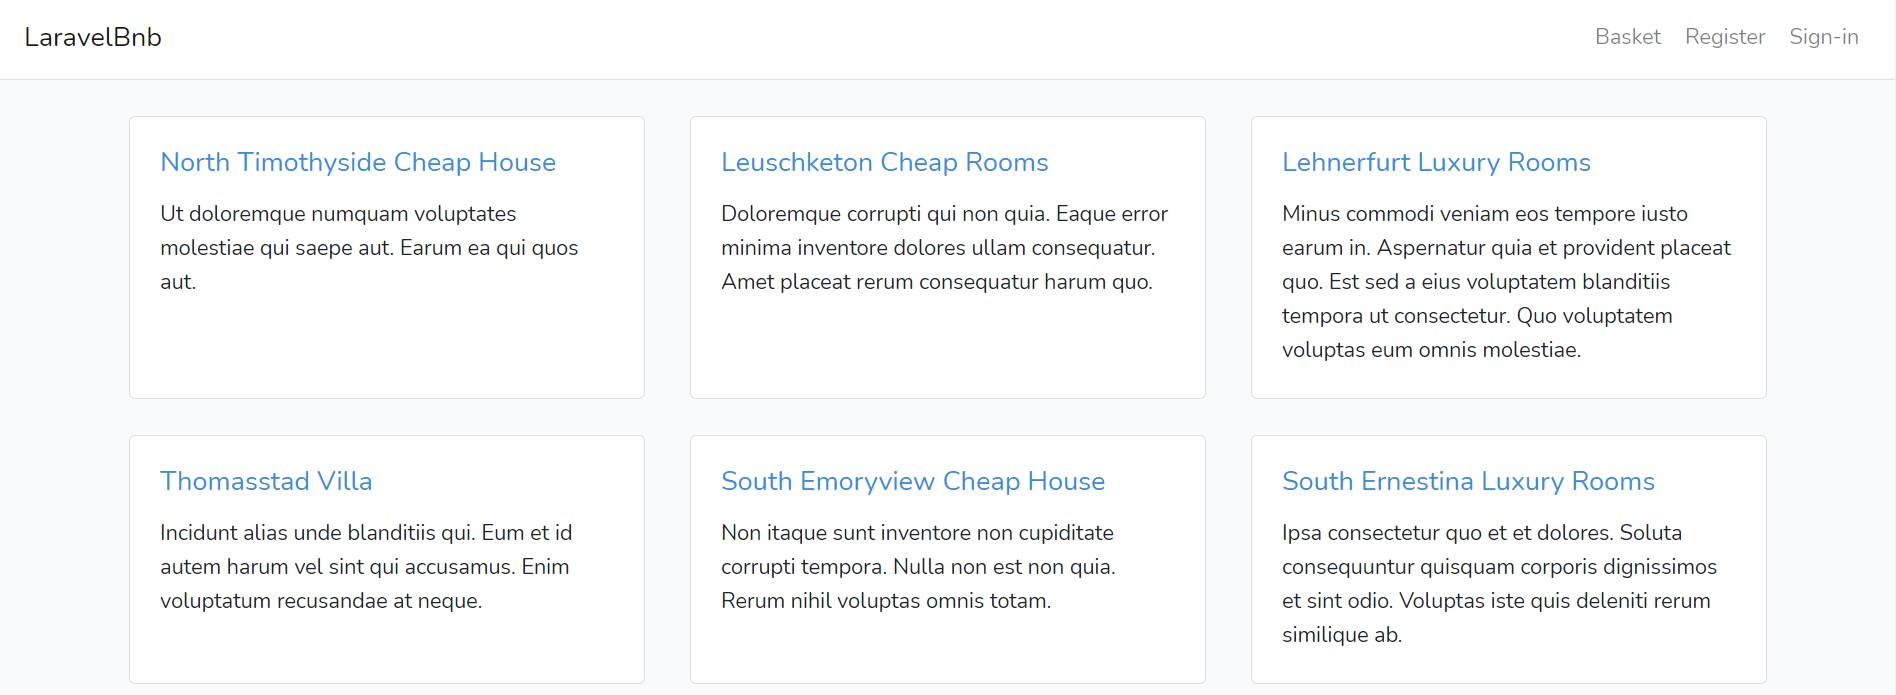 LaravelBnb
Basket Register Sign-in
North Timothyside Cheap House
Ut doloremque numquam voluptates
molestiae qui saepe aut. Earum ea qui quos
aut.
Leuschketon Cheap Rooms
Doloremque corrupti qui non quia. Eaque error
minima inventore dolores ullam consequatur.
Amet placeat rerum consequatur harum quo.
Lehnerfurt Luxury Rooms
Minus commodi veniam eos tempore iusto
earum in. Aspernatur quia et provident placeat
quo. Est sed a eius voluptatem blanditiis
tempora ut consectetur. Quo voluptatem
voluptas eum omnis molestiae.
Thomasstad Villa
Incidunt alias unde blanditiis qui. Eum et id
autem harum vel sint qui accusamus. Enim
voluptatum recusandae at neque.
South Emoryview Cheap House
Non itaque sunt inventore non cupiditate
corrupti tempora. Nulla non est non quia.
Rerum nihil voluptas omnis totam.
South Ernestina Luxury Rooms
Ipsa consectetur quo et et dolores. Soluta
consequuntur quisquam corporis dignissimos
et sint odio. Voluptas iste quis deleniti rerum
similique ab.